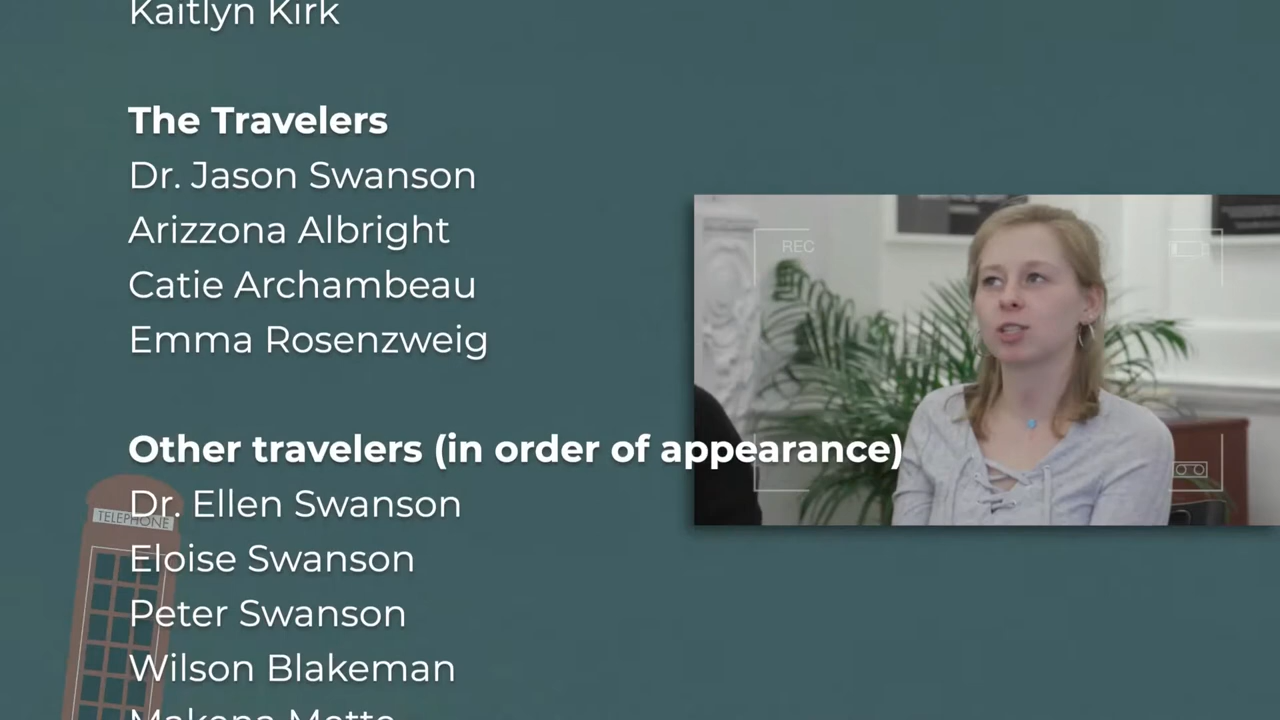 Kaitlyn Kirk
The Travelers
Dr. Jason Swanson
Arizzona Albright
Catie Archambeau
Emma Rosenzweig
REC
Other travelers (in order of appearance)
Dr. Ellen Swanson
TELEPHONE
Eloise Swanson
Peter Swanson
Wilson Blakeman